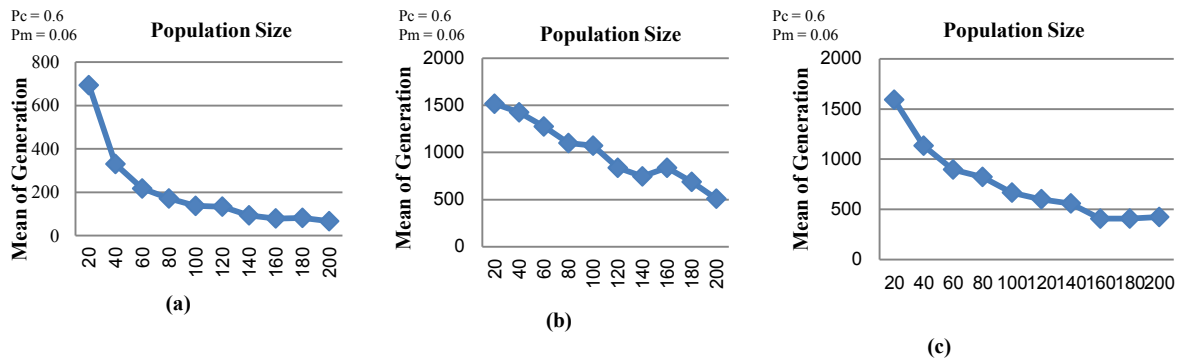 Pc = 0.6
Pm = 0.06
Population Size
Mean of Generation
800
600
400
200
0
20 40 60 80 100 120 140 160 180 200
(a)
Pc = 0.6
Pm = 0.06
Population Size
Mean of Generation
2000
1500
1000
500
0
20 40 60 80 100 120 140 160 180 200
(b)
Pc = 0.6
Pm = 0.06
Population Size
Mean of Generation
2000
1500
1000
500
0
20 40 60 80 100120140160180200
(c)